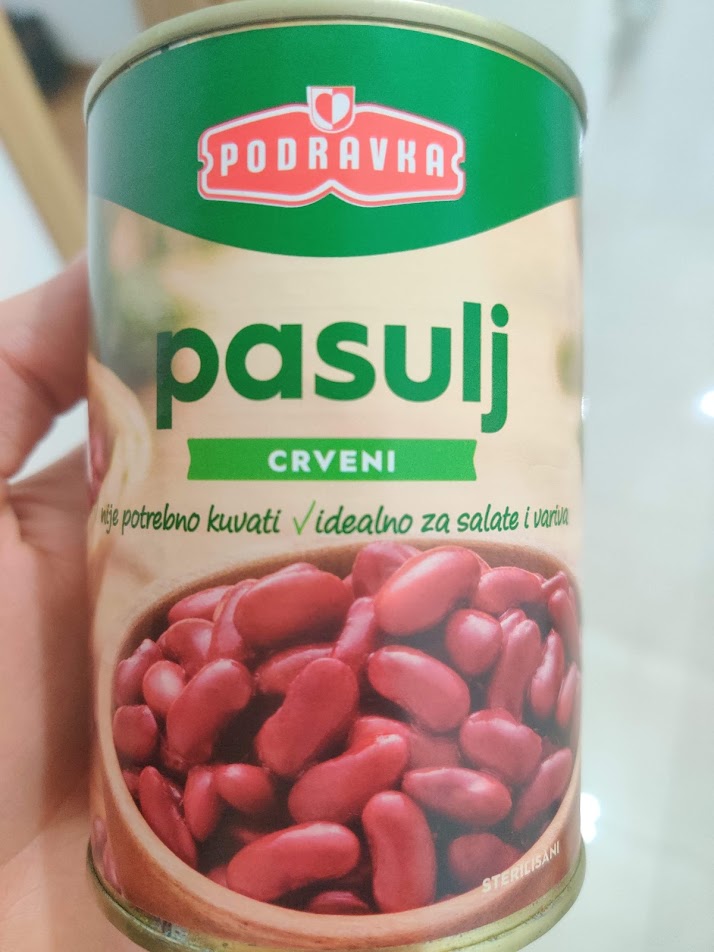 PODRAVKA
pasulj
CRVENI
nije potrebno kuvati ✓idealno za salate i variva
STERILISANI